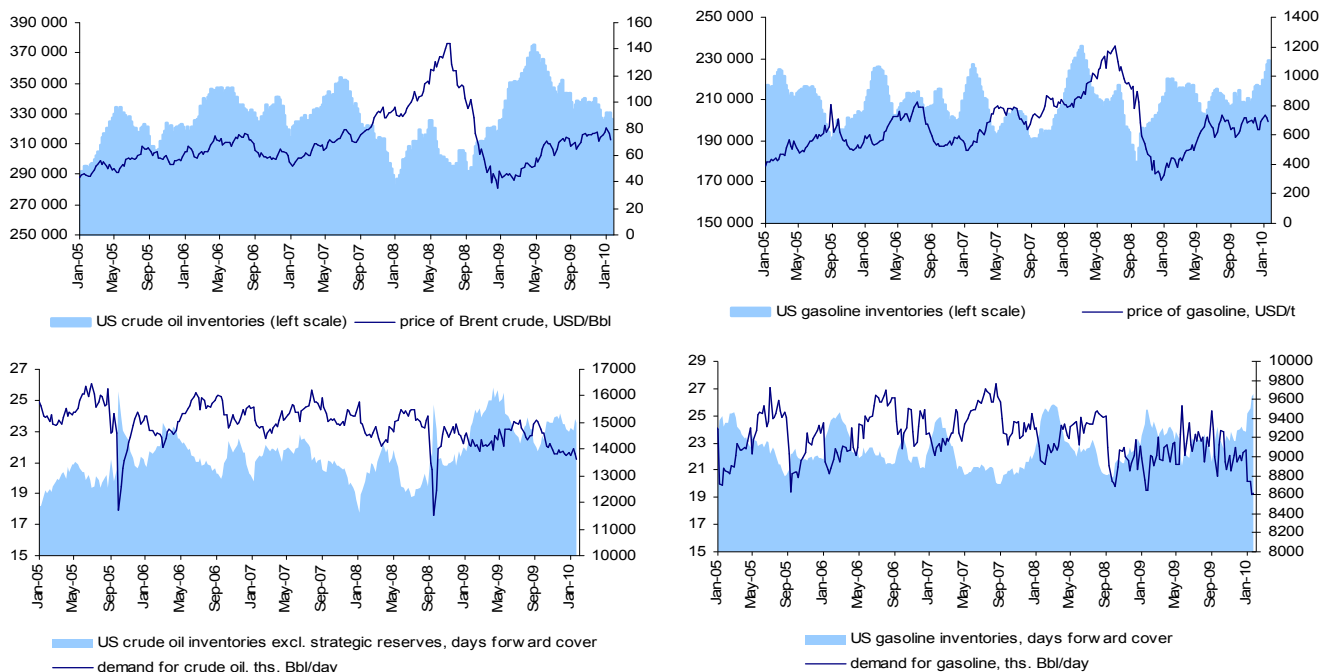 390 000
370 000
350 000
330 000
310 000
290 000
270 000
250 000
160
140
120
100
80
60
40
20
0
Jan-05
May-05
Sep-05
Jan-06
May-06
Sep-06
Jan-07
May-07
Sep-07
Jan-08
May-08
Sep-08
Jan-09
May-09
Sep-09
Jan-10
US crude oil inventories (left scale)
price of Brent crude, USD/Bbl
250 000
230 000
210 000
190 000
170 000
150 000
1400
1200
1000
800
600
400
200
0
Jan-05
May-05
Sep-05
Jan-06
May-06
Sep-06
Jan-07
May-07
Sep-07
Jan-08
May-08
Sep-08
Jan-09
May-09
Sep-09
Jan-10
US gasoline inventories (left scale)
price of gasoline, USD/t
27
25
23
21
19
17
15
17000
16000
15000
14000
13000
12000
11000
10000
Jan-05
May-05
Sep-05
Jan-06
May-06
Sep-06
Jan-07
May-07
Sep-07
Jan-08
May-08
Sep-08
Jan-09
May-09
Sep-09
Jan-10
US crude oil inventories excl. strategic reserves, days forward cover
demand for crude oil, ths. Bbl/day
29
27
25
23
21
19
17
15
10000
9800
9600
9400
9200
9000
8800
8600
8400
8200
8000
Jan-05
May-05
Sep-05
Jan-06
May-06
Sep-06
Jan-07
May-07
Sep-07
Jan-08
May-08
Sep-08
Jan-09
May-09
Sep-09
Jan-10
US gasoline inventories, days forward cover
demand for gasoline, ths. Bbl/day